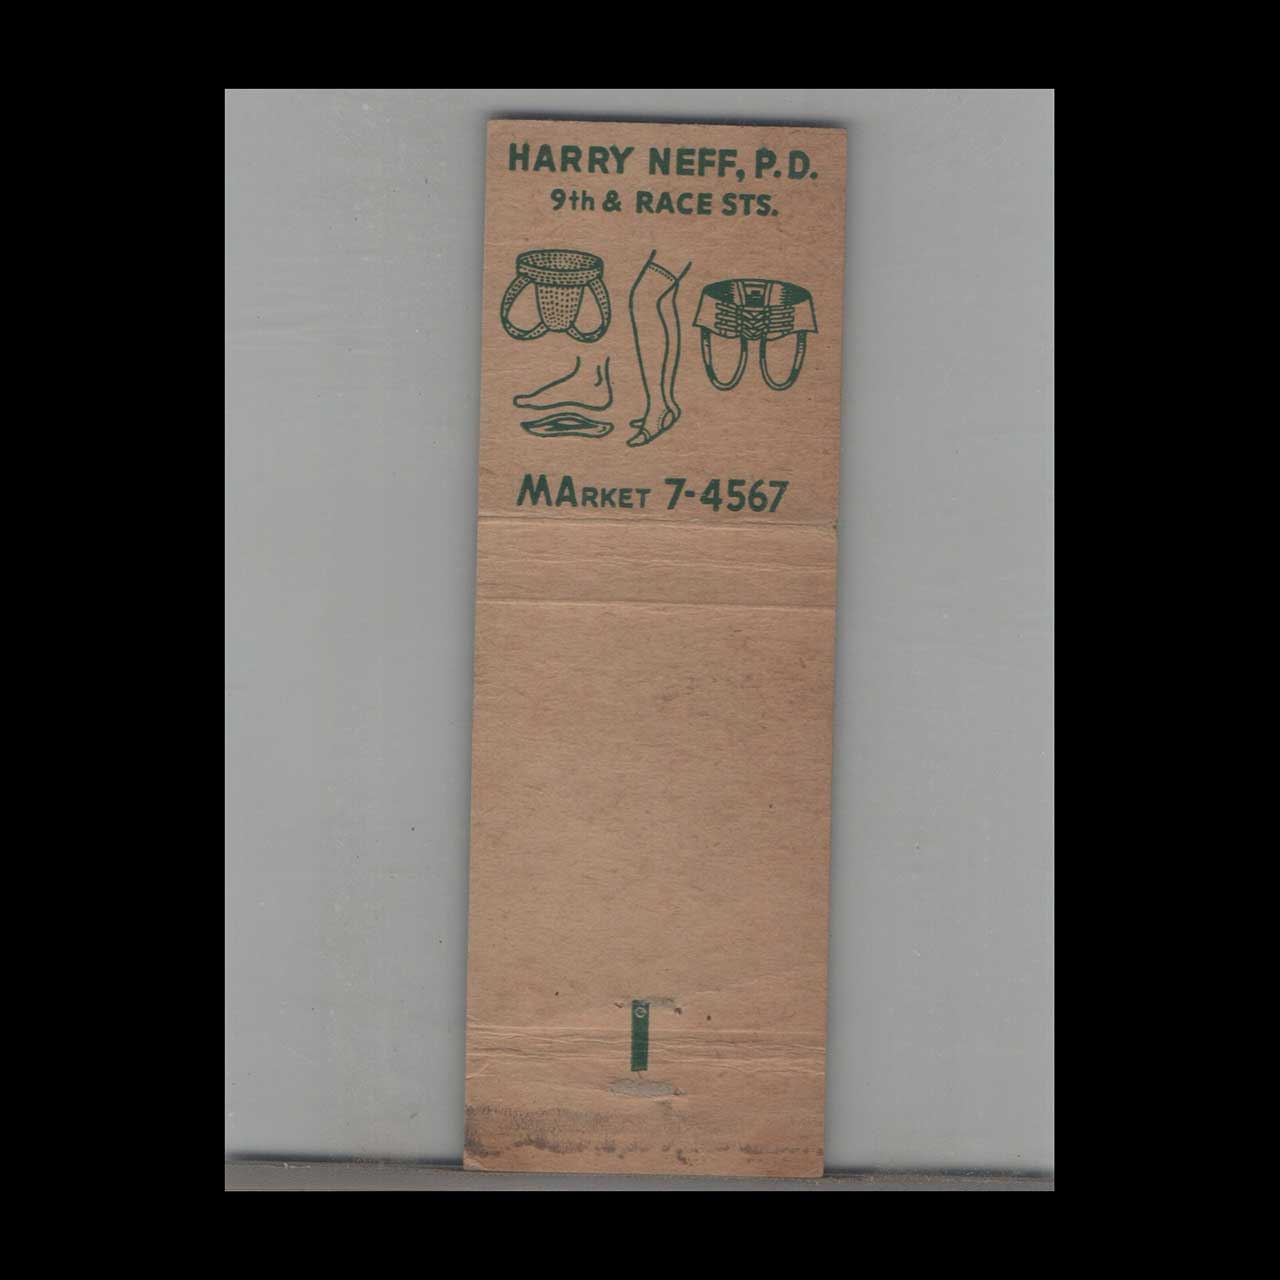 HARRY NEFF, P.D.
9th & RACE STS.
MARKET 7-4567